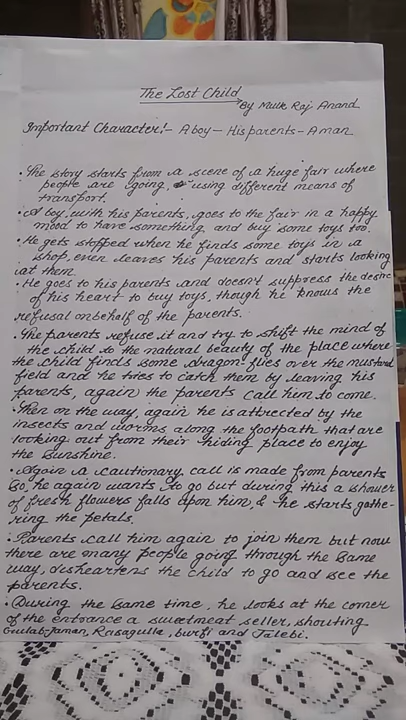 The Lost Child
By Mulk Raj Anand
Important Character:- A boy - His parents - A man
• The story starts from a scene of a huge fair where
people are going, using different means of
transport.
• A boy, with his parents, goes to the fair in a happy
mood to have something, and buy some toys too.
• He gets stopped when he finds some toys in a
shop, even leaves his parents and starts looking
at them.
• He goes to his parents and doesn't suppress the desire
of his heart to buy toys, though he knows the
refusal onbehalf of the parents.
• The parents refuse it and try to shift the mind of
the child to the natural beauty of the place where
the child finds some dragon-flies over the mustard
field and he tries to catch them by leaving his
parents, again the parents call him to come.
• Then on the way, again he is attrected by the
insects and worms along the footpath that are
looking out from their hiding place to enjoy
the Sunshine.
• Again a cautionary call is made from parents
So, he again wants to go but during this a shower
of fresh flowers falls upon him, & he starts gathe-
ring the petals.
• Parents call him again to join them but now
there are many people going through the same
way, disheartens the child to go and see the
parents.
• During the same time, he looks at the corner
of the entrance a sweetmeat seller, shouting
Gulab-Jaman, Rasagulla, burfi and Jalebi.